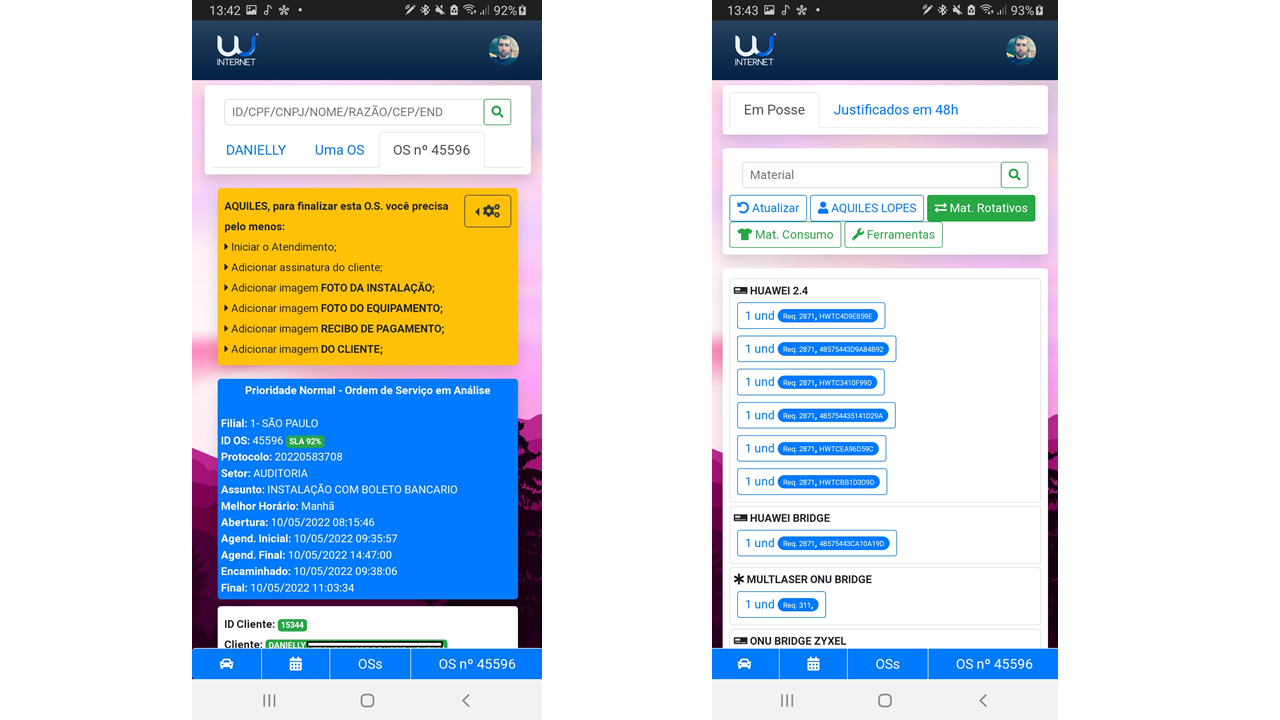 13:42
92%
W
INTERNET
ID/CPF/CNPJ/NOME/RAZÃO/CEP/END
DANIELLY
Uma OS
OS nº 45596
AQUILES, para finalizar esta O.S. você precisa
pelo menos:
Iniciar o Atendimento;
Adicionar assinatura do cliente;
Adicionar imagem FOTO DA INSTALAÇÃO;
Adicionar imagem FOTO DO EQUIPAMENTO;
Adicionar imagem RECIBO DE PAGAMENTO;
Adicionar imagem DO CLIENTE;
Prioridade Normal - Ordem de Serviço em Análise
Filial: 1- SÃO PAULO
ID OS: 45596 SLA 92%
Protocolo: 20220583708
Setor: AUDITORIA
Assunto: INSTALAÇÃO COM BOLETO BANCARIO
Melhor Horário: Manhã
Abertura: 10/05/2022 08:15:46
Agend. Inicial: 10/05/2022 09:35:57
Agend. Final: 10/05/2022 14:47:00
Encaminhado: 10/05/2022 09:38:06
Final: 10/05/2022 11:03:34
ID Cliente: 15344
Cliente: DANIELLY
OSs
OS nº 45596
13:43
93%
W
INTERNET
Em Posse
Justificados em 48h
Material
Atualizar
AQUILES LOPES
Mat. Rotativos
Mat. Consumo
Ferramentas
HUAWEI 2.4
1 und Req. 2871, HWTC4D9E859E
1 und Req. 2871, 48575443D9A84B92
1 und Req. 2871, HWTC3410F99D
1 und Req. 2871, 485754435141D29A
1 und Req. 2871, HWTCEA96D59C
1 und Req. 2871, HWTCBB1D3D9D
HUAWEI BRIDGE
1 und Req. 2871, 48575443CA10A19D
MULTLASER ONU BRIDGE
1 und Req. 311,
ONU BRIDGE ZYXEL
OSs
OS nº 45596